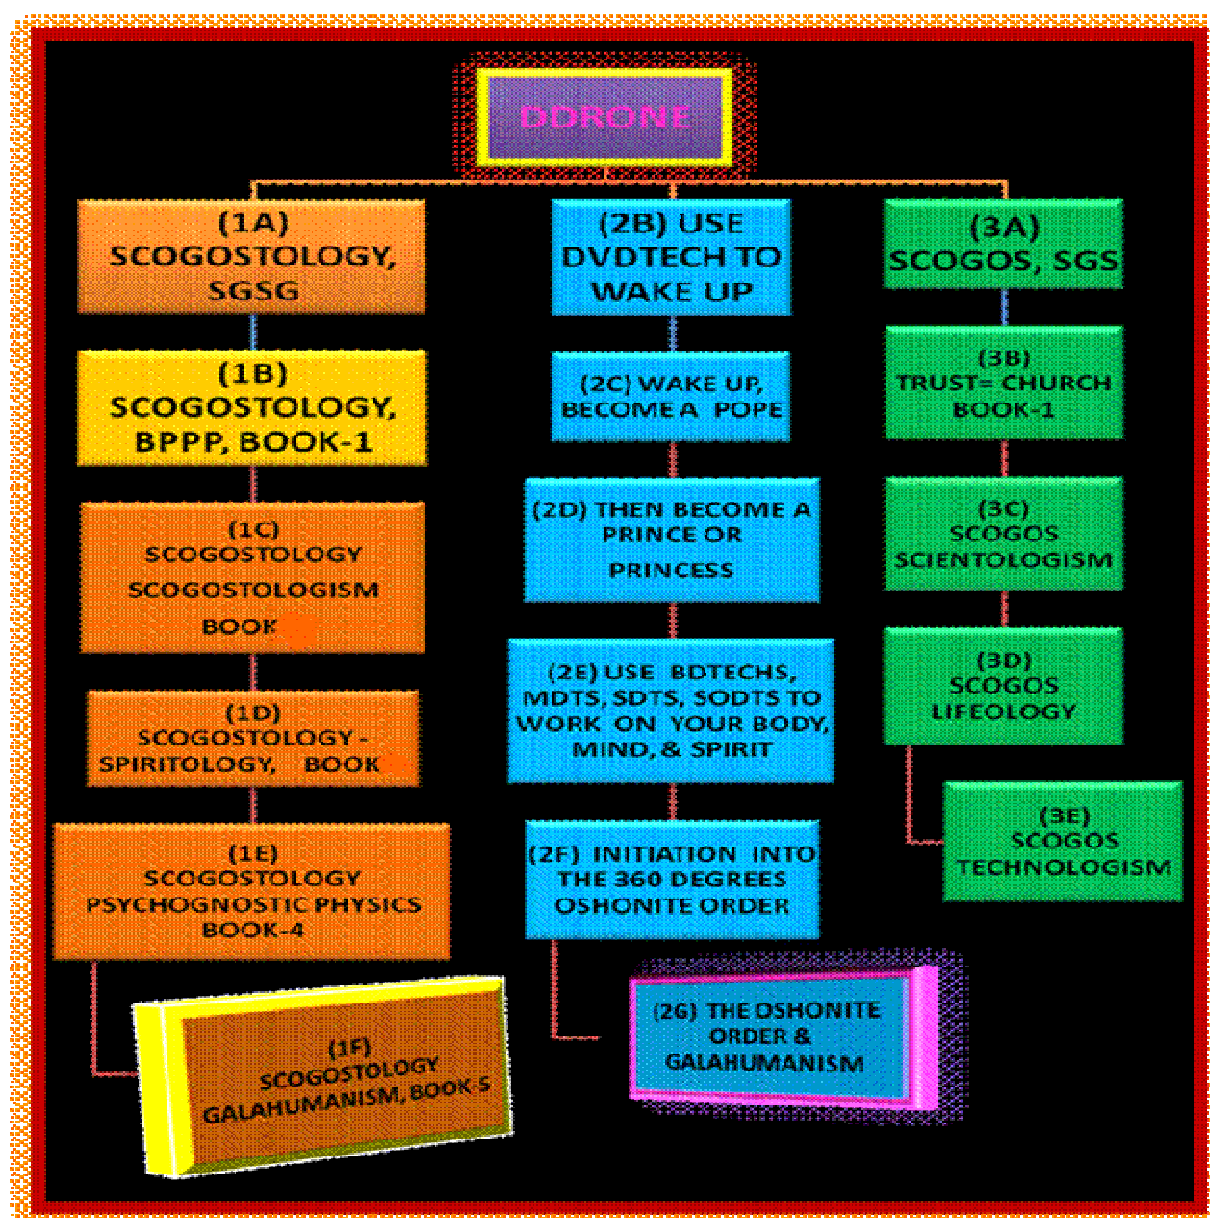 DDRONE
(1A)
SCOGOSTOLOGY,
SGSG
(1B)
SCOGOSTOLOGY,
BPPP, BOOK-1
(1C)
SCOGOSTOLOGY
SCOGOSTOLOGISM
BOOK
(1D)
SCOGOSTOLOGY -
SPIRITOLOGY, BOOK
(1E)
SCOGOSTOLOGY
PSYCHOGNOSTIC PHYSICS
BOOK-4
(1F)
SCOGOSTOLOGY
GALAHUMANISM, BOOK-5
(2B) USE
DVDTECH TO
WAKE UP
(2C) WAKE UP,
BECOME A POPE
(2D) THEN BECOME A
PRINCE OR
PRINCESS
(2E) USE BDTECHS,
MDTS, SDTS, SODTS TO
WORK ON YOUR BODY,
MIND, & SPIRIT
(2F) INITIATION INTO
THE 360 DEGREES
OSHONITE ORDER
(2G) THE OSHONITE
ORDER &
GALAHUMANISM
(3A)
SCOGOS, SGS
(3B)
TRUST= CHURCH
BOOK-1
(3C)
SCOGOS
SCIENTOLOGISM
(3D)
SCOGOS
LIFEOLOGY
(3E)
SCOGOS
TECHNOLOGISM